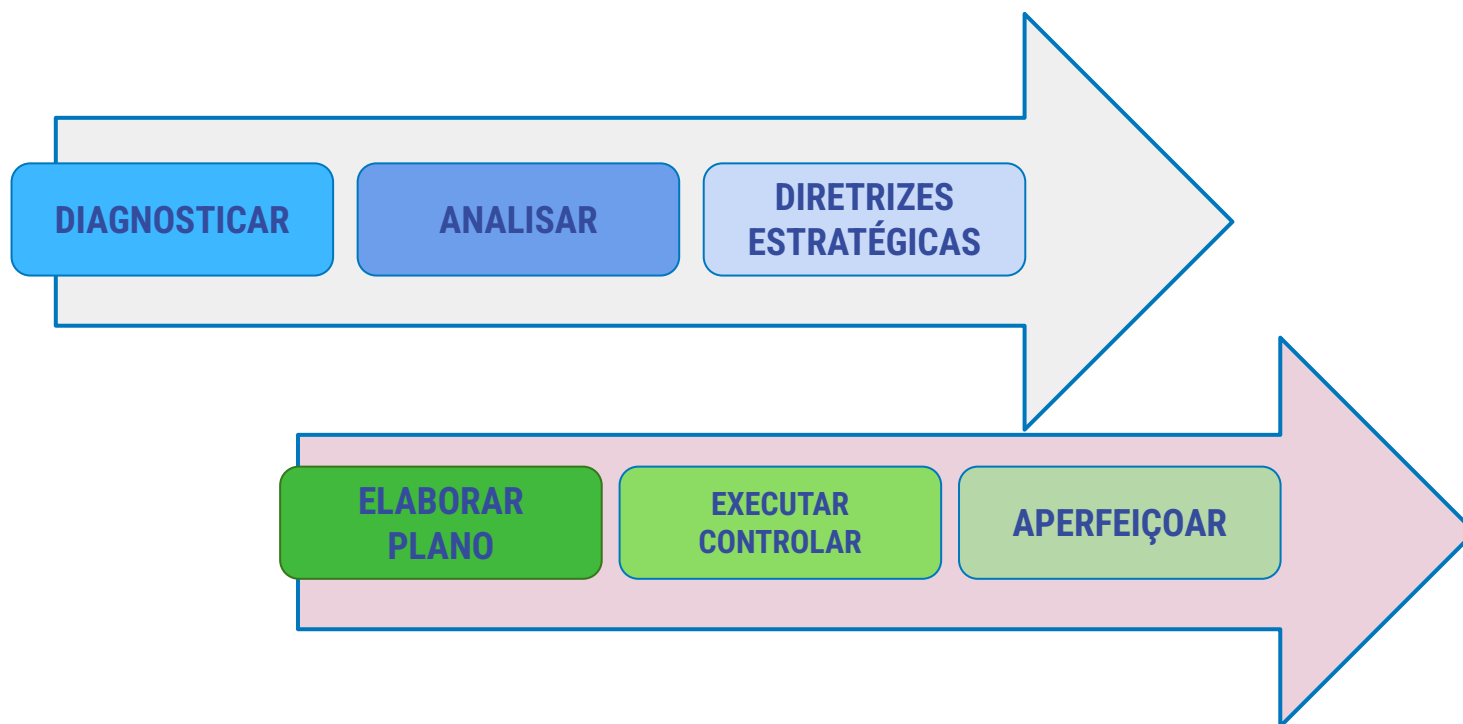 DIAGNOSTICAR
ANALISAR
DIRETRIZES
ESTRATÉGICAS
ELABORAR
PLANO
EXECUTAR
CONTROLAR
APERFEIÇOAR